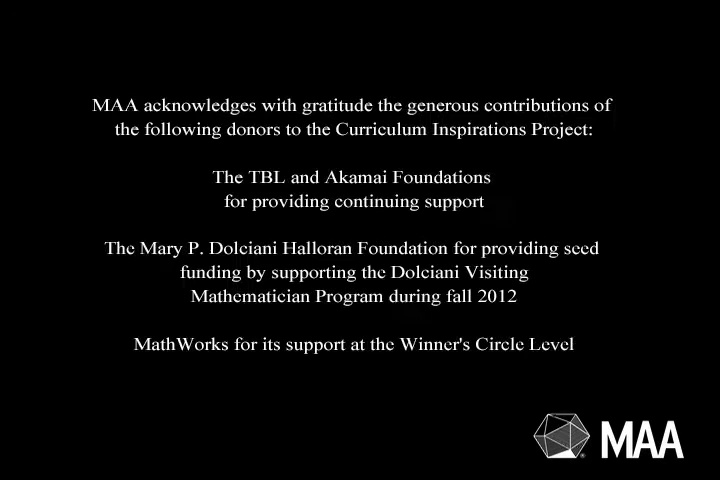 MAA acknowledges with gratitude the generous contributions of
the following donors to the Curriculum Inspirations Project:
The TBL and Akamai Foundations
for providing continuing support
The Mary P. Dolciani Halloran Foundation for providing seed
funding by supporting the Dolciani Visiting
Mathematician Program during fall 2012
MathWorks for its support at the Winner's Circle Level
MAA